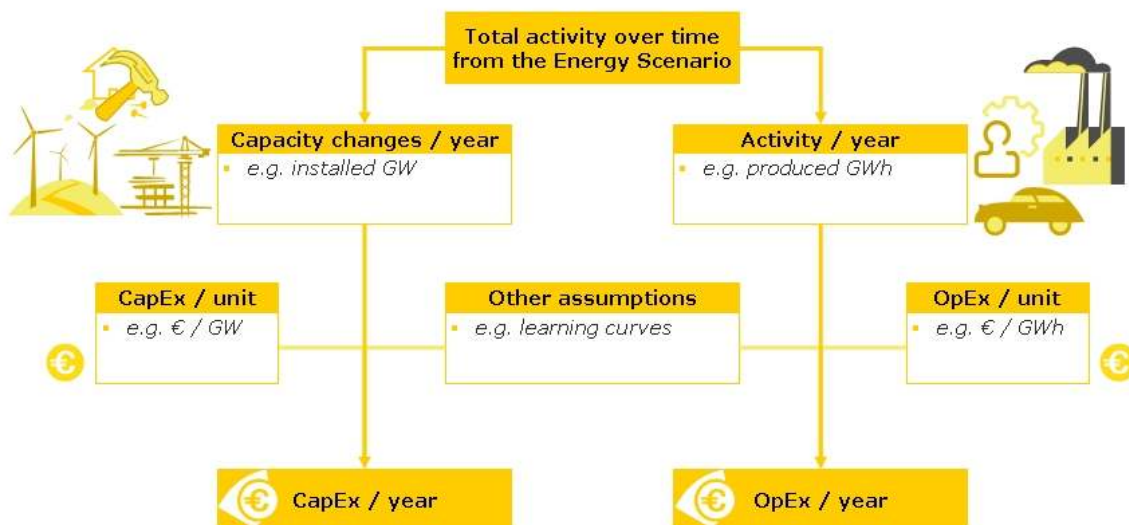 Total activity over time
from the Energy Scenario
Capacity changes / year
▪ e.g. installed GW
Activity / year
▪ e.g. produced GWh
CapEx / unit
▪ e.g. € / GW
Other assumptions
▪ e.g. learning curves
OpEx / unit
▪ e.g. € / GWh
€
€
€ CapEx / year
€ OpEx / year